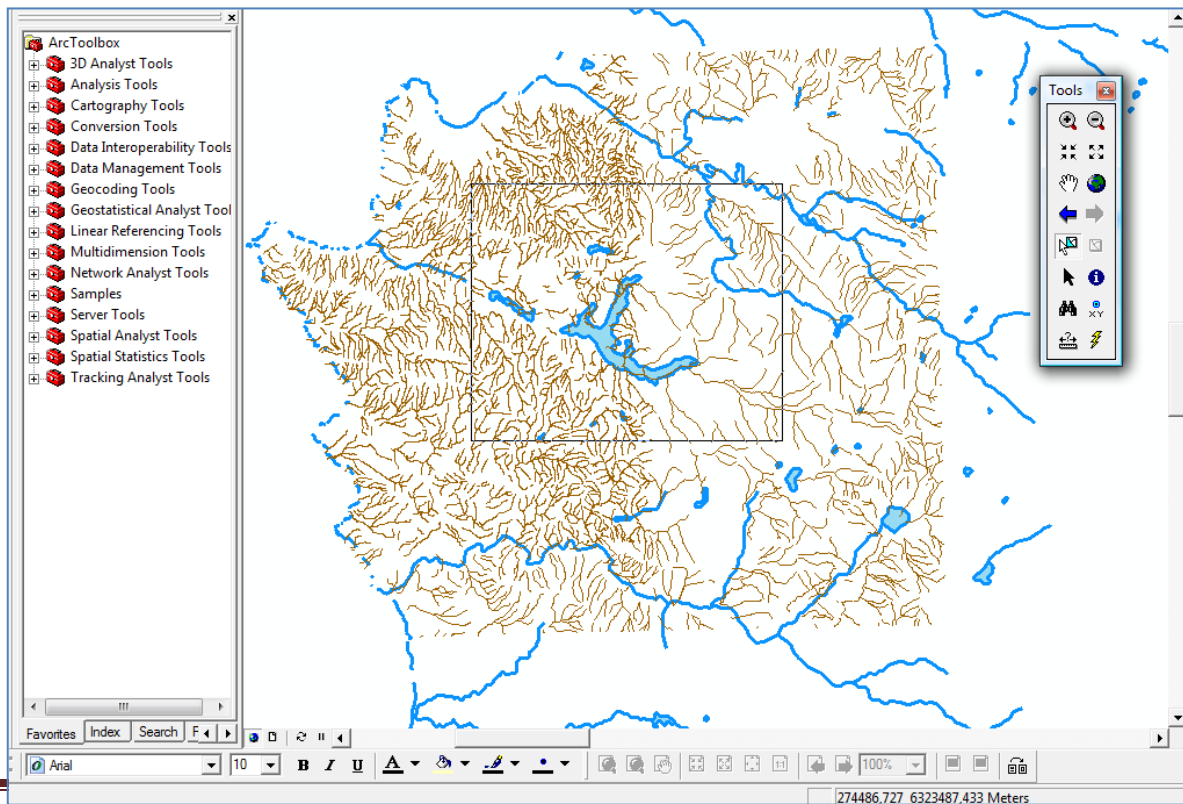 ArcToolbox
3D Analyst Tools
Analysis Tools
Cartography Tools
Conversion Tools
Data Interoperability Tools
Data Management Tools
Geocoding Tools
Geostatistical Analyst Tool
Linear Referencing Tools
Multidimension Tools
Network Analyst Tools
Samples
Server Tools
Spatial Analyst Tools
Spatial Statistics Tools
Tracking Analyst Tools
Favorites Index Search
Tools
1:1
X Y
Arial 10 B I U A 100%
274486,727 6323487,433 Meters